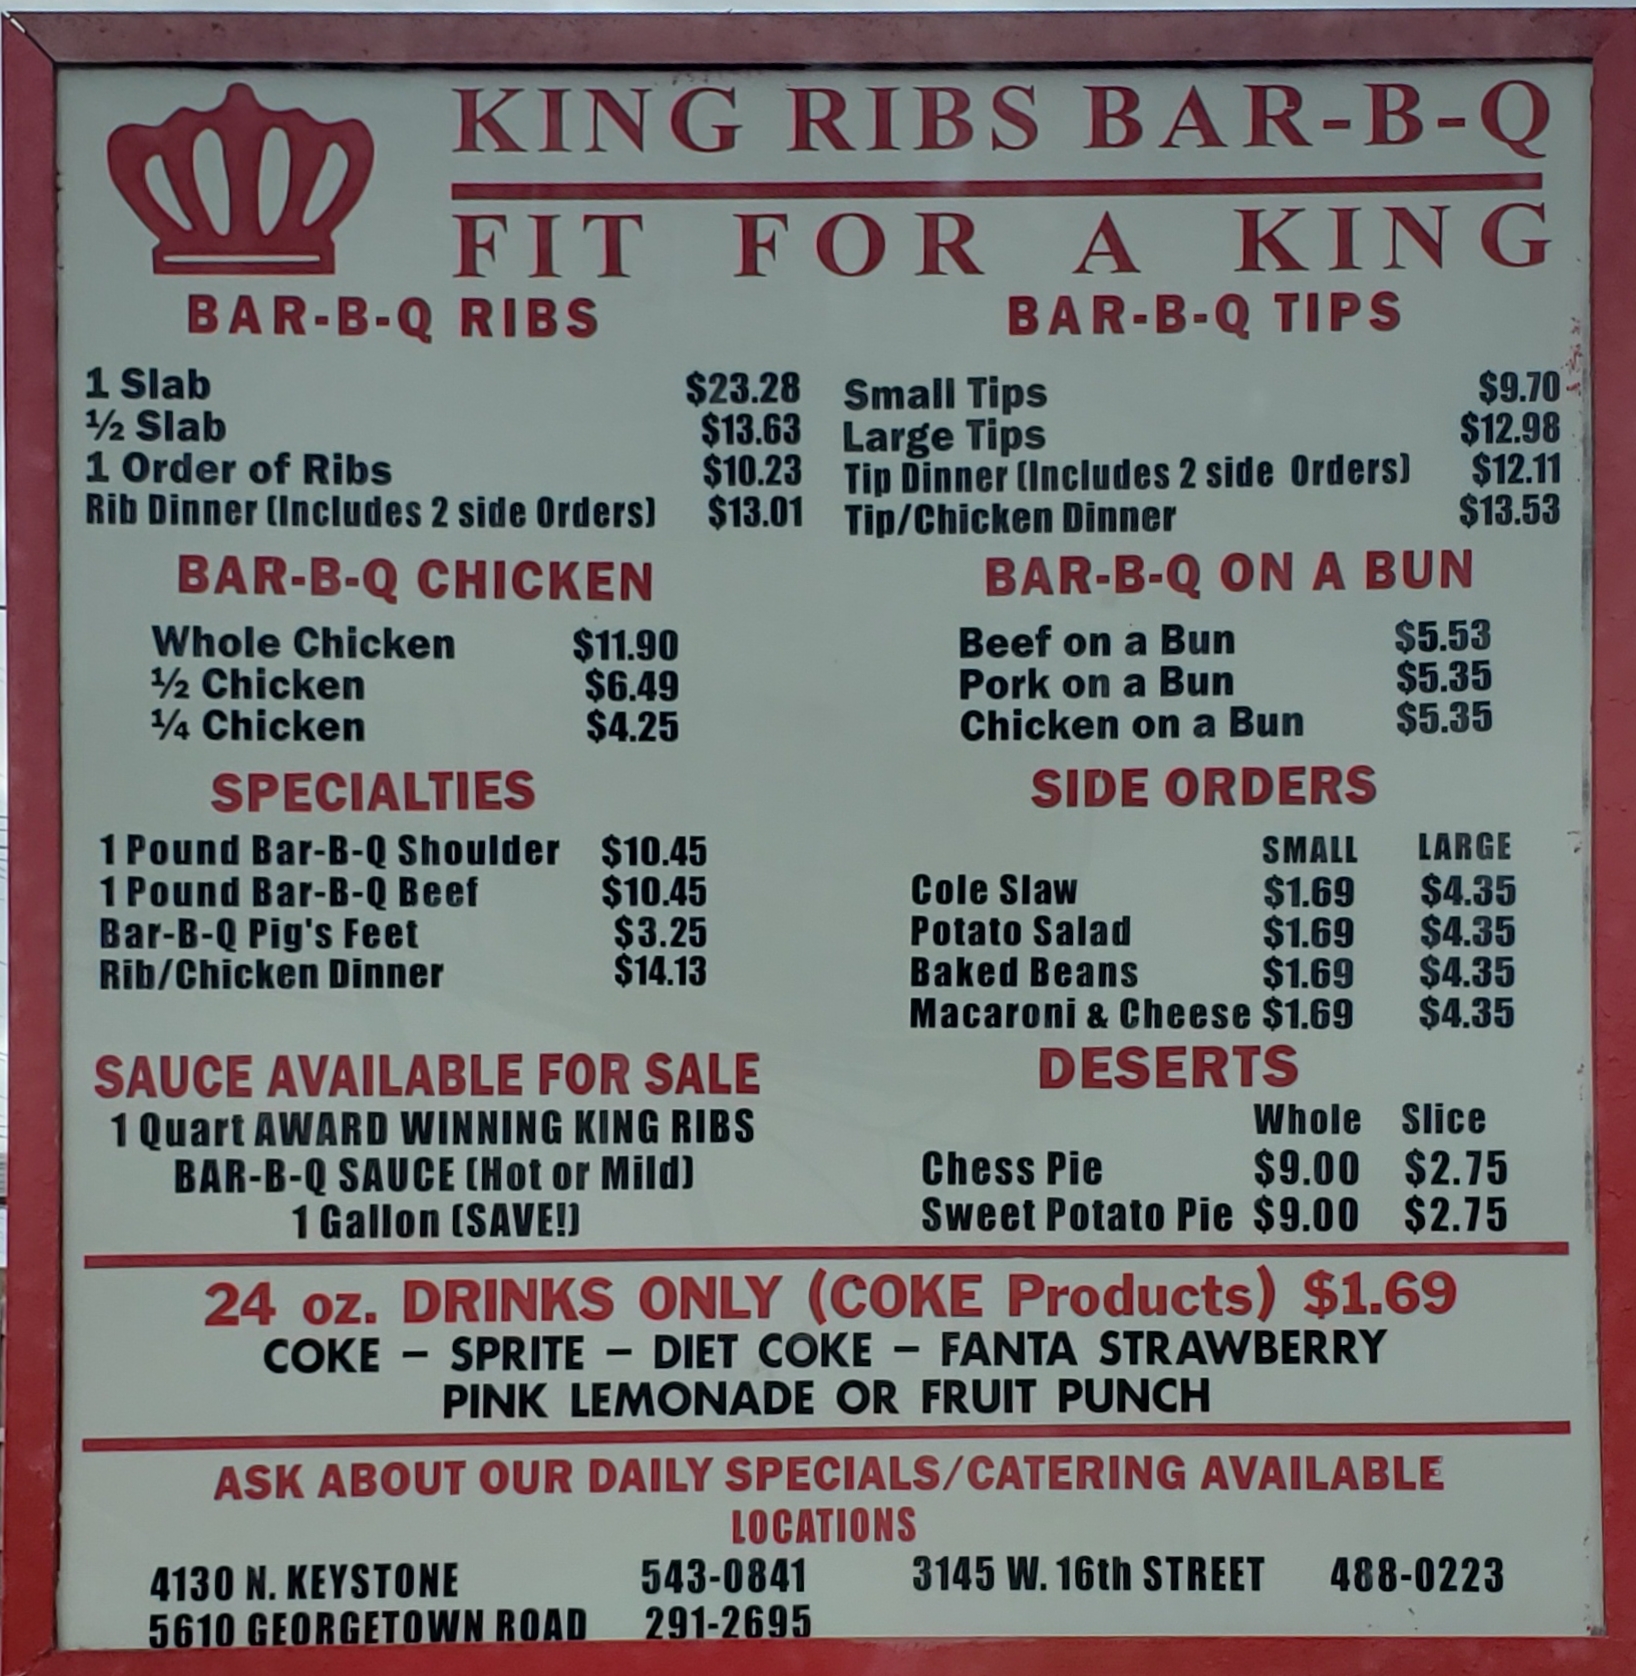 KING RIBS BAR-B-Q
FIT FOR A KING
BAR-B-Q RIBS
1 Slab $23.28
½ Slab $13.63
1 Order of Ribs $10.23
Rib Dinner (Includes 2 side Orders) $13.01
BAR-B-Q TIPS
Small Tips $9.70
Large Tips $12.98
Tip Dinner (Includes 2 side Orders) $12.11
Tip/Chicken Dinner $13.53
BAR-B-Q CHICKEN
Whole Chicken $11.90
½ Chicken $6.49
¼ Chicken $4.25
BAR-B-Q ON A BUN
Beef on a Bun $5.53
Pork on a Bun $5.35
Chicken on a Bun $5.35
SPECIALTIES
1 Pound Bar-B-Q Shoulder $10.45
1 Pound Bar-B-Q Beef $10.45
Bar-B-Q Pig's Feet $3.25
Rib/Chicken Dinner $14.13
SIDE ORDERS
SMALL LARGE
Cole Slaw $1.69 $4.35
Potato Salad $1.69 $4.35
Baked Beans $1.69 $4.35
Macaroni & Cheese $1.69 $4.35
SAUCE AVAILABLE FOR SALE
1 Quart AWARD WINNING KING RIBS
BAR-B-Q SAUCE (Hot or Mild)
1 Gallon (SAVE!)
DESERTS
Whole Slice
Chess Pie $9.00 $2.75
Sweet Potato Pie $9.00 $2.75
24 oz. DRINKS ONLY (COKE Products) $1.69
COKE – SPRITE – DIET COKE – FANTA STRAWBERRY
PINK LEMONADE OR FRUIT PUNCH
ASK ABOUT OUR DAILY SPECIALS/CATERING AVAILABLE
LOCATIONS
4130 N. KEYSTONE 543-0841 3145 W. 16th STREET 488-0223
5610 GEORGETOWN ROAD 291-2695